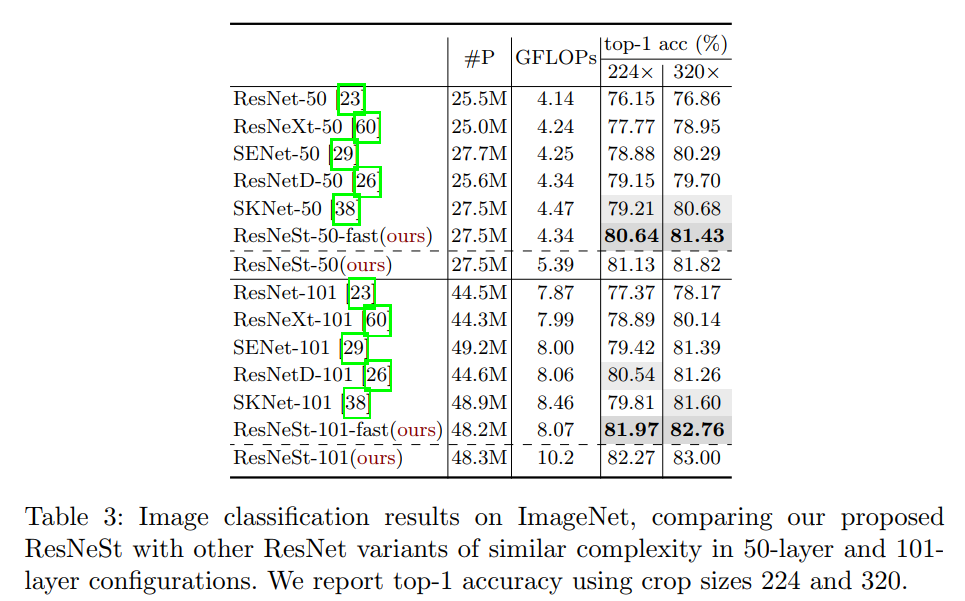 #P GFLOPs top-1 acc (%)
224× 320×
ResNet-50 [23] 25.5M 4.14 76.15 76.86
ResNeXt-50 [60] 25.0M 4.24 77.77 78.95
SENet-50 [29] 27.7M 4.25 78.88 80.29
ResNetD-50 [26] 25.6M 4.34 79.15 79.70
SKNet-50 [38] 27.5M 4.47 79.21 80.68
ResNeSt-50-fast(ours) 27.5M 4.34 80.64 81.43
ResNeSt-50(ours) 27.5M 5.39 81.13 81.82
ResNet-101 [23] 44.5M 7.87 77.37 78.17
ResNeXt-101 [60] 44.3M 7.99 78.89 80.14
SENet-101 [29] 49.2M 8.00 79.42 81.39
ResNetD-101 [26] 44.6M 8.06 80.54 81.26
SKNet-101 [38] 48.9M 8.46 79.81 81.60
ResNeSt-101-fast(ours) 48.2M 8.07 81.97 82.76
ResNeSt-101(ours) 48.3M 10.2 82.27 83.00
Table 3: Image classification results on ImageNet, comparing our proposed
ResNeSt with other ResNet variants of similar complexity in 50-layer and 101-
layer configurations. We report top-1 accuracy using crop sizes 224 and 320.